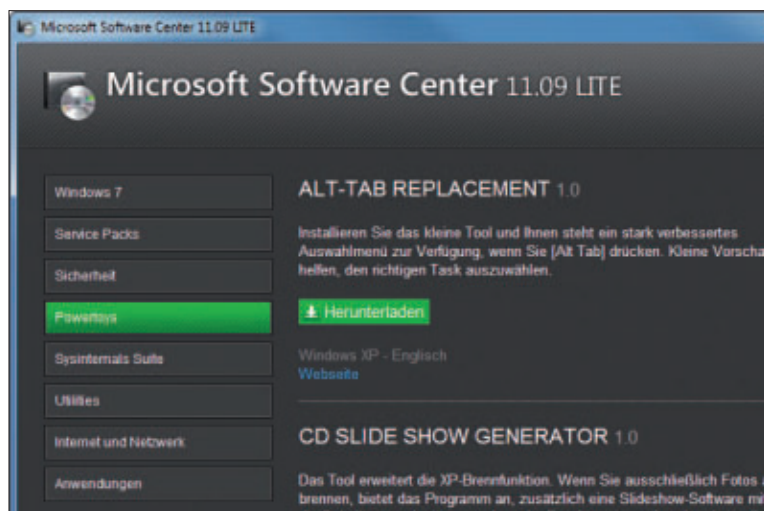 Microsoft Software Center 11.09 LITE
Microsoft Software Center 11.09 LITE
Windows 7
Service Packs
Sicherheit
Powertoys
Sysinternals Suite
Utilities
Internet und Netzwerk
Anwendungen
ALT-TAB REPLACEMENT 1.0
Installieren Sie das kleine Tool und Ihnen steht ein stark verbessertes
Auswahlmenü zur Verfügung, wenn Sie [Alt Tab] drücken. Kleine Vorscha
helfen, den richtigen Task auszuwählen.
Herunterladen
Windows XP - Englisch
Webseite
CD SLIDE SHOW GENERATOR 1.0
Das Tool erweitert die XP-Brennfunktion. Wenn Sie ausschließlich Fotos a
brennen, bietet das Programm an, zusätzlich eine Slideshow-Software mi